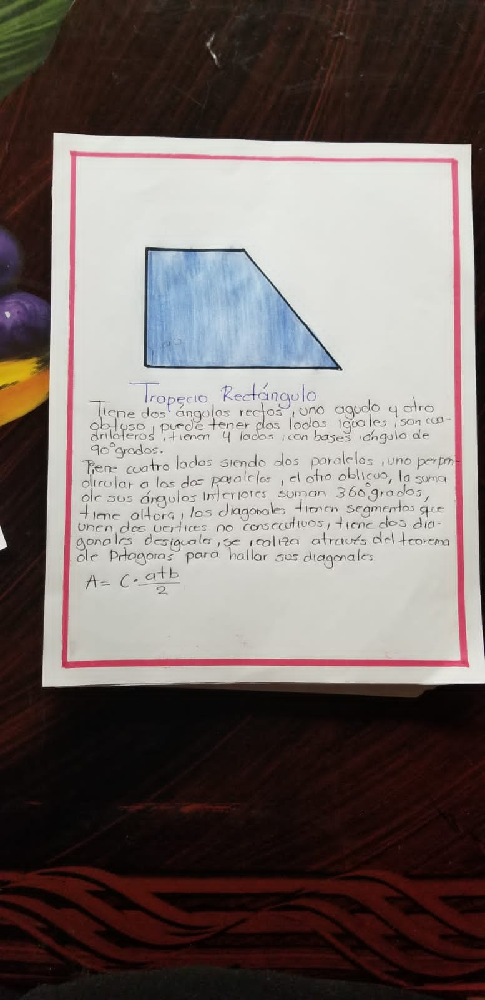 Trapecio Rectángulo
Tiene dos ángulos rectos, uno agudo y otro
obtuso, puede tener dos lados iguales, son cua-
drilateros, tienen 4 lados, con bases ángulo de
90° grados.
Tiene cuatro lados siendo dos paralelos, uno perpen-
dicular a los dos paralelos, el otro oblicuo, la suma
de sus ángulos interiores suman 360° grados,
tiene altura, los diagonales tienen segmentos que
unen dos vertices no consecutivos, tiene dos dia-
gonales desiguales, se realiza através del teorema
de Pitagoras para hallar sus diagonales
A = C · a+b
2